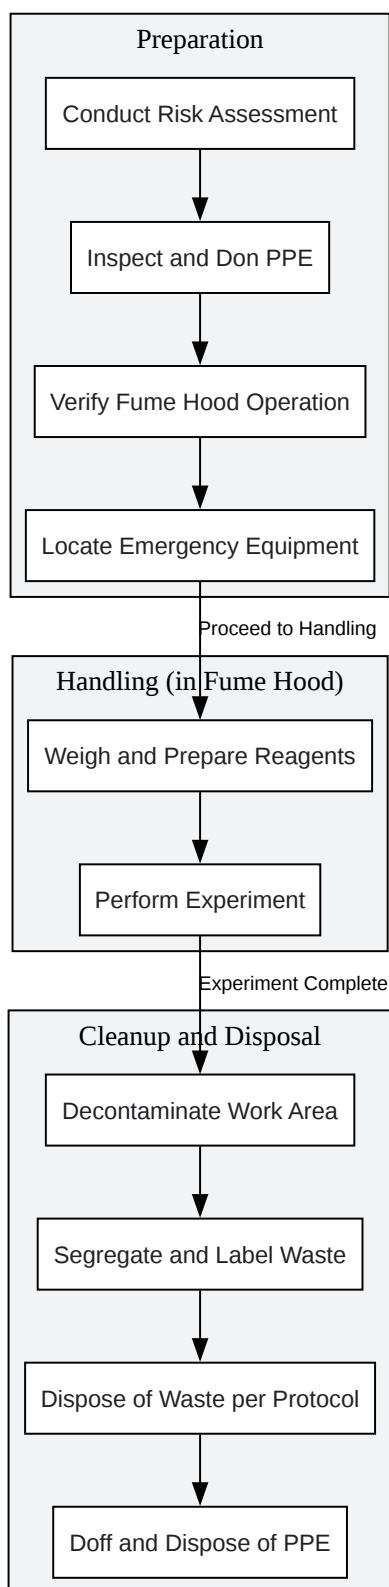 Preparation
Conduct Risk Assessment
Inspect and Don PPE
Verify Fume Hood Operation
Locate Emergency Equipment
Proceed to Handling
Handling (in Fume Hood)
Weigh and Prepare Reagents
Perform Experiment
Experiment Complete
Cleanup and Disposal
Decontaminate Work Area
Segregate and Label Waste
Dispose of Waste per Protocol
Doff and Dispose of PPE